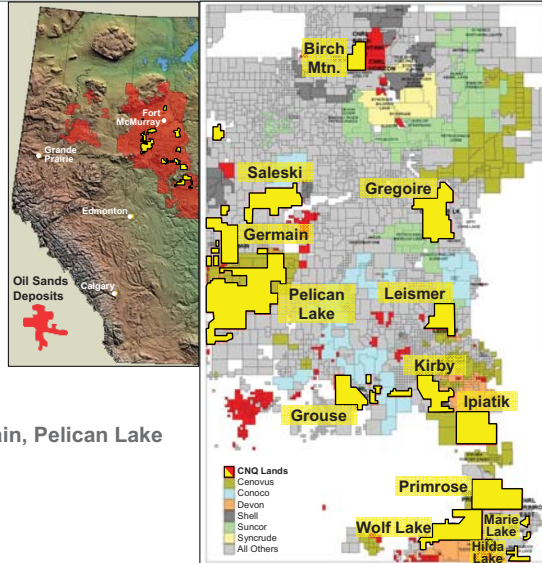 Fort
McMurray
Grande
Prairie
Edmonton
Calgary
Oil Sands
Deposits
ain, Pelican Lake
Birch
Mtn.
Saleski
Gregoire
Germain
Pelican
Lake
Leismer
Kirby
Grouse
Ipiatik
Primrose
Wolf Lake
Marie
Lake
Hilda
Lake
CNQ Lands
Cenovus
Conoco
Devon
Shell
Suncor
Syncrude
All Others